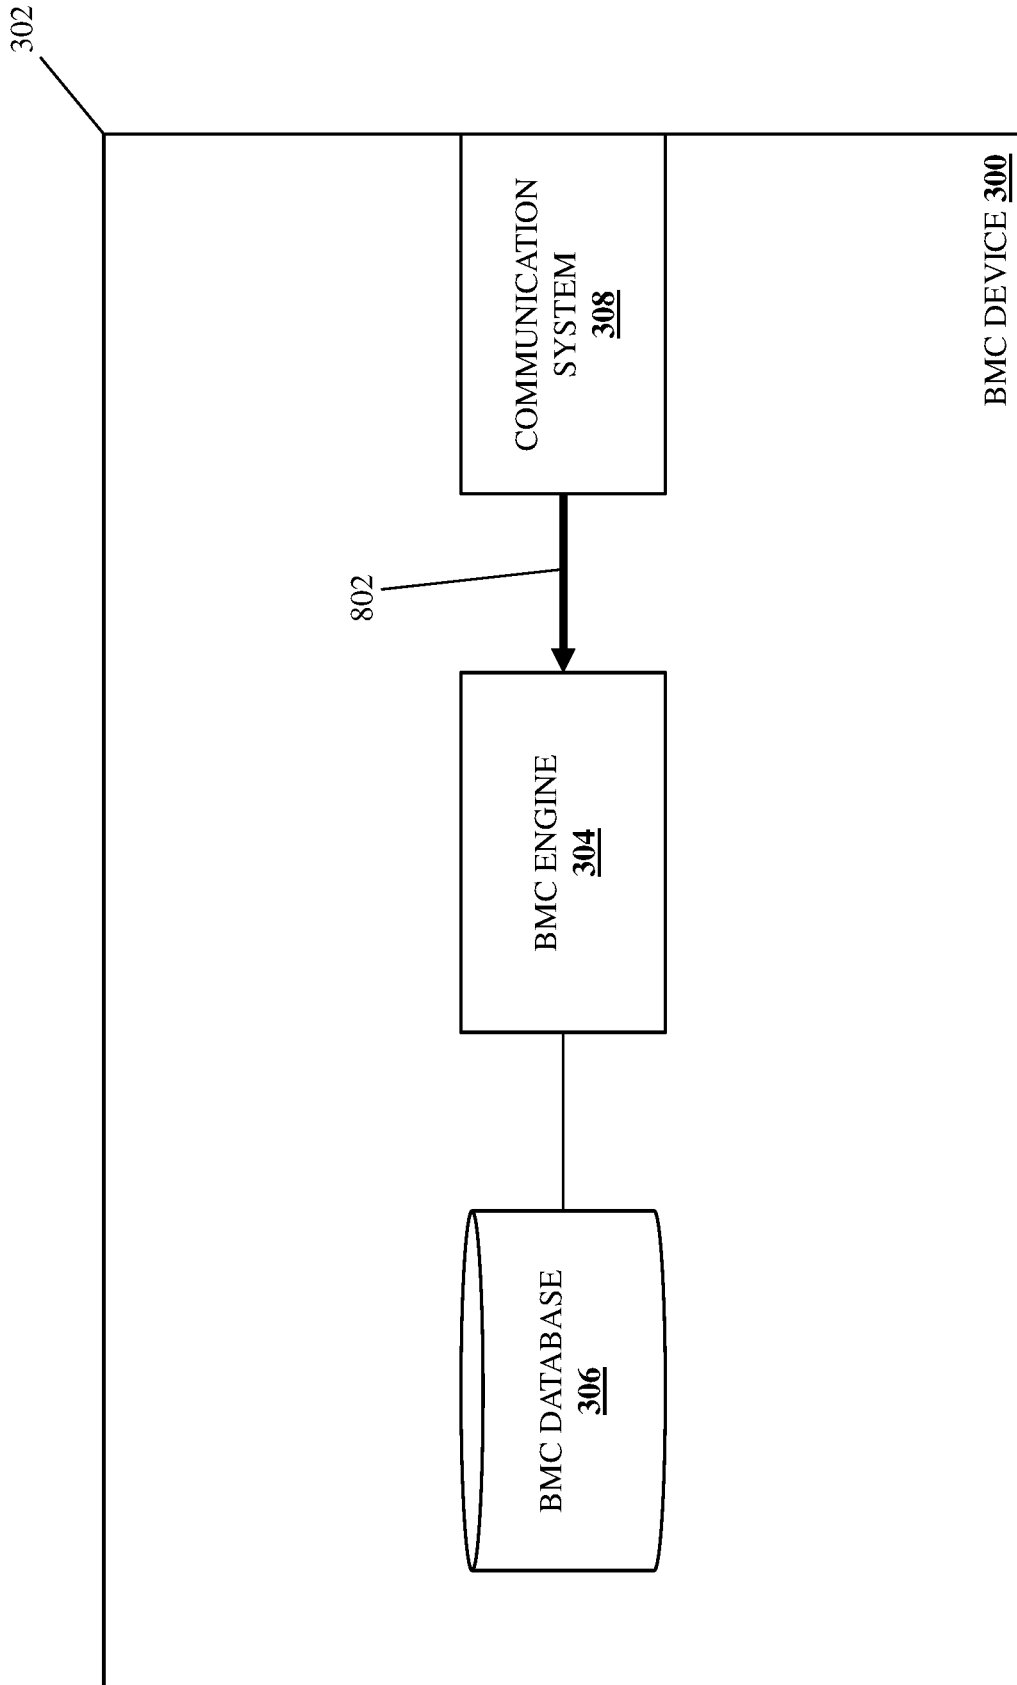 302
802
BMC DATABASE
306
BMC ENGINE
304
COMMUNICATION
SYSTEM
308
BMC DEVICE 300